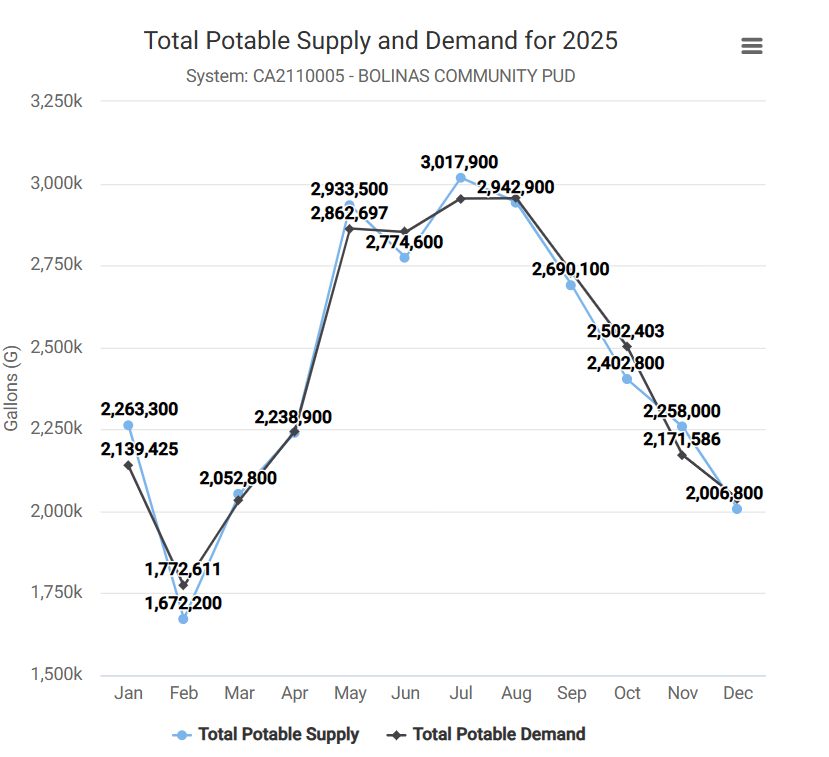 Total Potable Supply and Demand for 2025
System: CA2110005 - BOLINAS COMMUNITY PUD
Gallons (G)
3,250k
3,000k
2,750k
2,500k
2,250k
2,000k
1,750k
1,500k
2,263,300
2,139,425
1,772,611
1,672,200
2,052,800
2,238,900
2,933,500
2,862,697
2,774,600
3,017,900
2,942,900
2,690,100
2,502,403
2,402,800
2,258,000
2,171,586
2,006,800
Jan Feb Mar Apr May Jun Jul Aug Sep Oct Nov Dec
Total Potable Supply Total Potable Demand